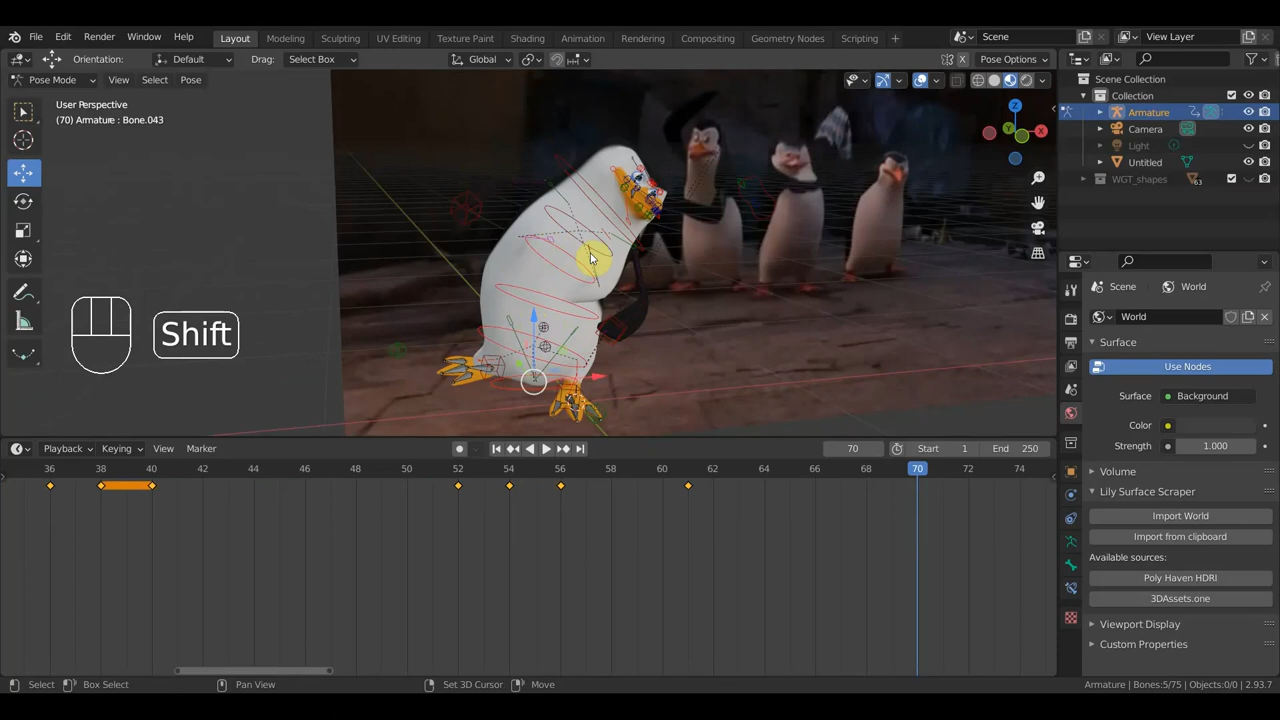 File Edit Render Window Help Layout Modeling Sculpting UV Editing Texture Paint Shading Animation Rendering Compositing Geometry Nodes Scripting + Scene View Layer
Orientation: Default Drag: Select Box Global Pose Options
Pose Mode View Select Pose
User Perspective
(70) Armature : Bone.043
X
Z
Scene Collection
Collection
Armature
Camera
Light
Untitled
WGT_shapes 63
Shift
Scene World
World
Surface
Use Nodes
Surface Background
Color
Strength 1.000
Volume
Lily Surface Scraper
Import World
Import from clipboard
Available sources:
Poly Haven HDRI
3DAssets.one
Viewport Display
Custom Properties
Playback Keying View Marker 70 Start 1 End 250
36 38 40 42 44 46 48 50 52 54 56 58 60 62 64 66 68 70 72 74
Select Box Select Pan View Set 3D Cursor Move Armature | Bones:5/75 | Objects:0/0 | 2.93.7